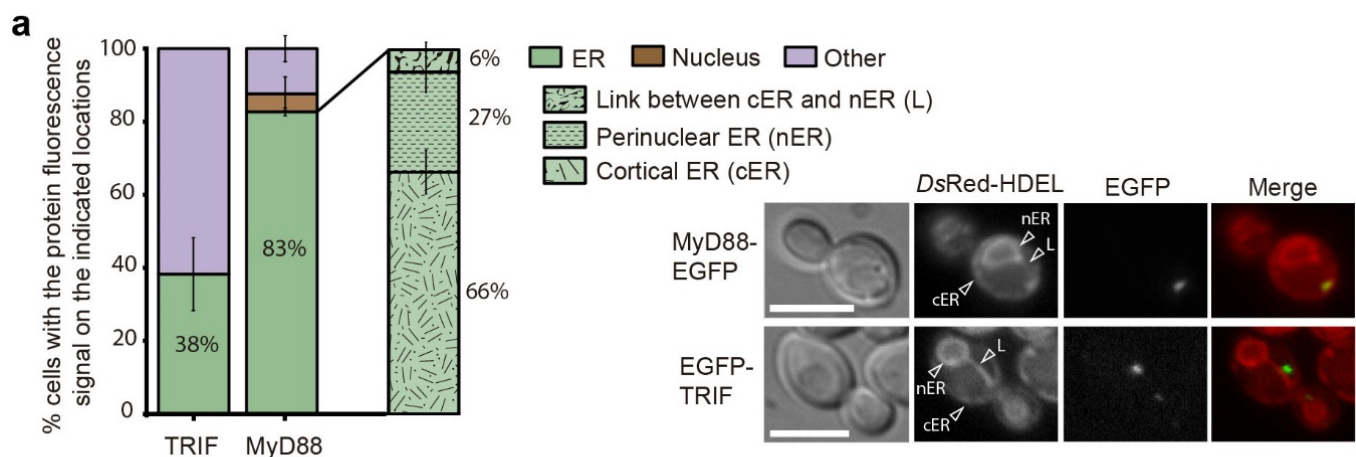 a
% cells with the protein fluorescence
signal on the indicated locations
100
80
60
40
20
0
38%
83%
TRIF
MyD88
6%
27%
66%
ER
Nucleus
Other
Link between cER and nER (L)
Perinuclear ER (nER)
Cortical ER (cER)
DsRed-HDEL
EGFP
Merge
MyD88-
EGFP
nER
L
cER
EGFP-
TRIF
L
nER
cER